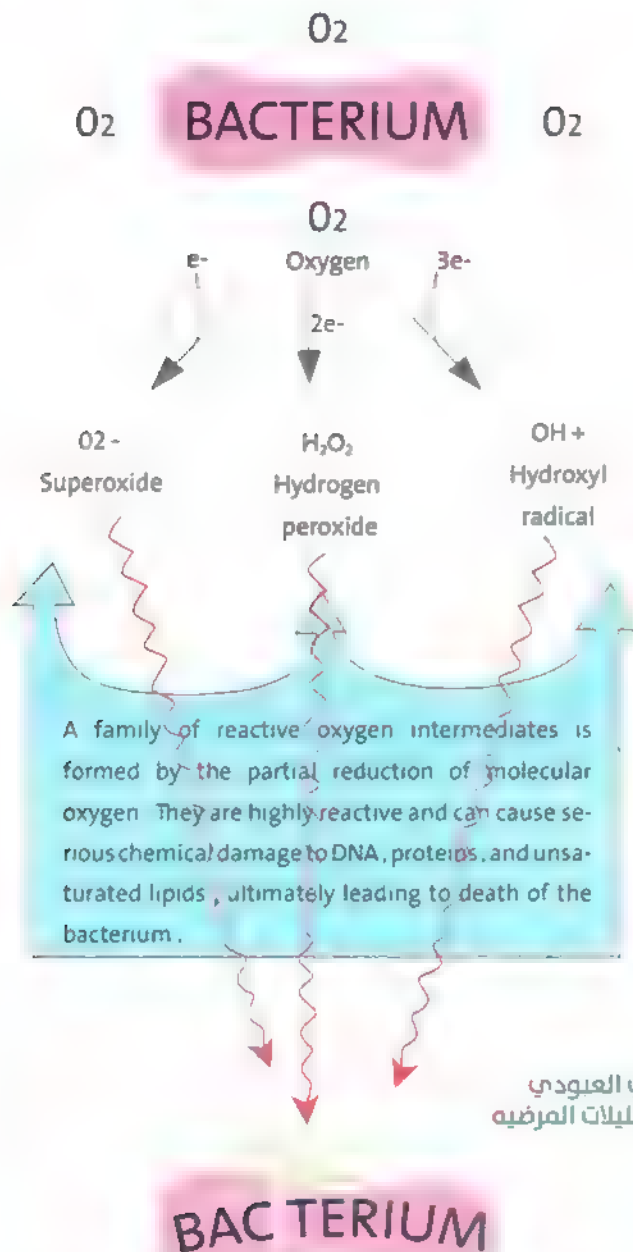 O2
O2 BACTERIUM O2
O2
e- Oxygen 3e-
2e-
O2 -
Superoxide
H₂O₂
Hydrogen
peroxide
OH +
Hydroxyl
radical
A family of reactive oxygen intermediates is
formed by the partial reduction of molecular
oxygen They are highly reactive and can cause se-
rious chemical damage to DNA, proteins, and unsa-
turated lipids , ultimately leading to death of the
bacterium .
العبودي
المرضيه
BAC TERIUM